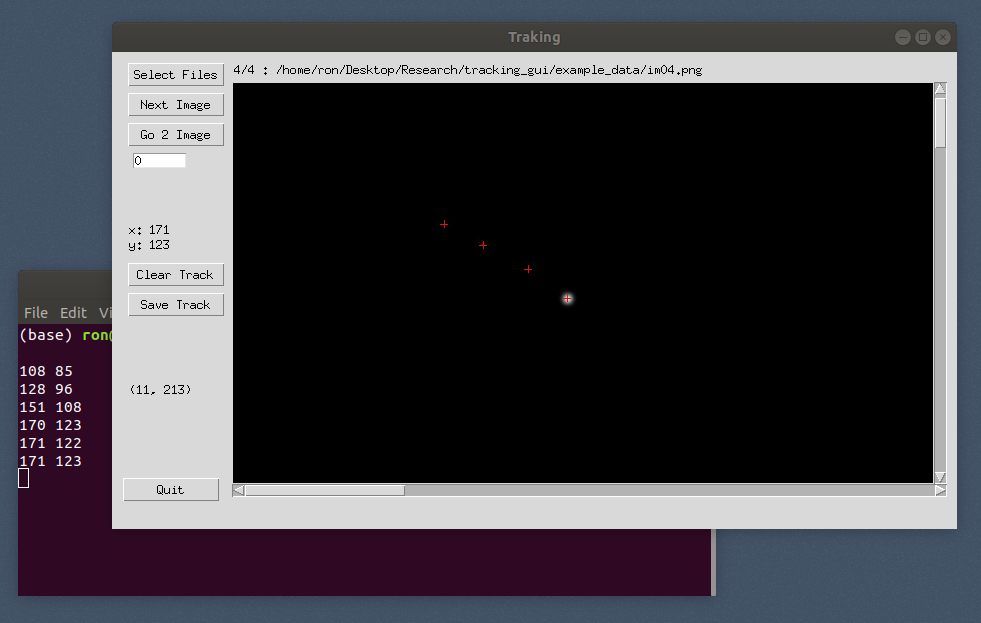 Traking
Select Files
4/4 : /home/ron/Desktop/Research/tracking_gui/example_data/im04.png
Next Image
Go 2 Image
0
x: 171
y: 123
Clear Track
Save Track
(11, 213)
Quit
File Edit Vi
(base) ron@
108 85
128 96
151 108
170 123
171 122
171 123